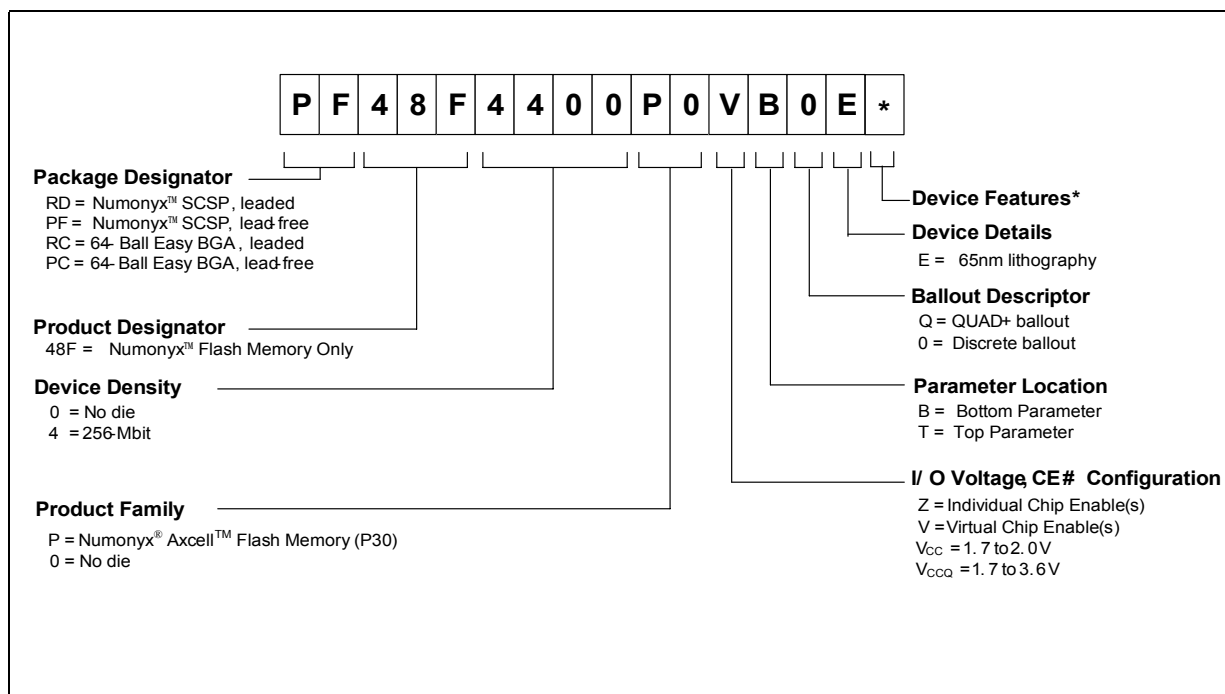 P F 4 8 F 4 4 0 0 P 0 V B 0 E *
Package Designator
RD = Numonyx™ SCSP, leaded
PF = Numonyx™ SCSP, lead-free
RC = 64- Ball Easy BGA, leaded
PC = 64- Ball Easy BGA, lead-free
Product Designator
48F = Numonyx™ Flash Memory Only
Device Density
0 = No die
4 = 256-Mbit
Product Family
P = Numonyx® Axcell™ Flash Memory (P30)
0 = No die
Device Features*
Device Details
E = 65nm lithography
Ballout Descriptor
Q = QUAD+ ballout
0 = Discrete ballout
Parameter Location
B = Bottom Parameter
T = Top Parameter
I/ O Voltage, CE# Configuration
Z = Individual Chip Enable(s)
V = Virtual Chip Enable(s)
VCC = 1.7 to 2.0V
VCCQ = 1.7 to 3.6V